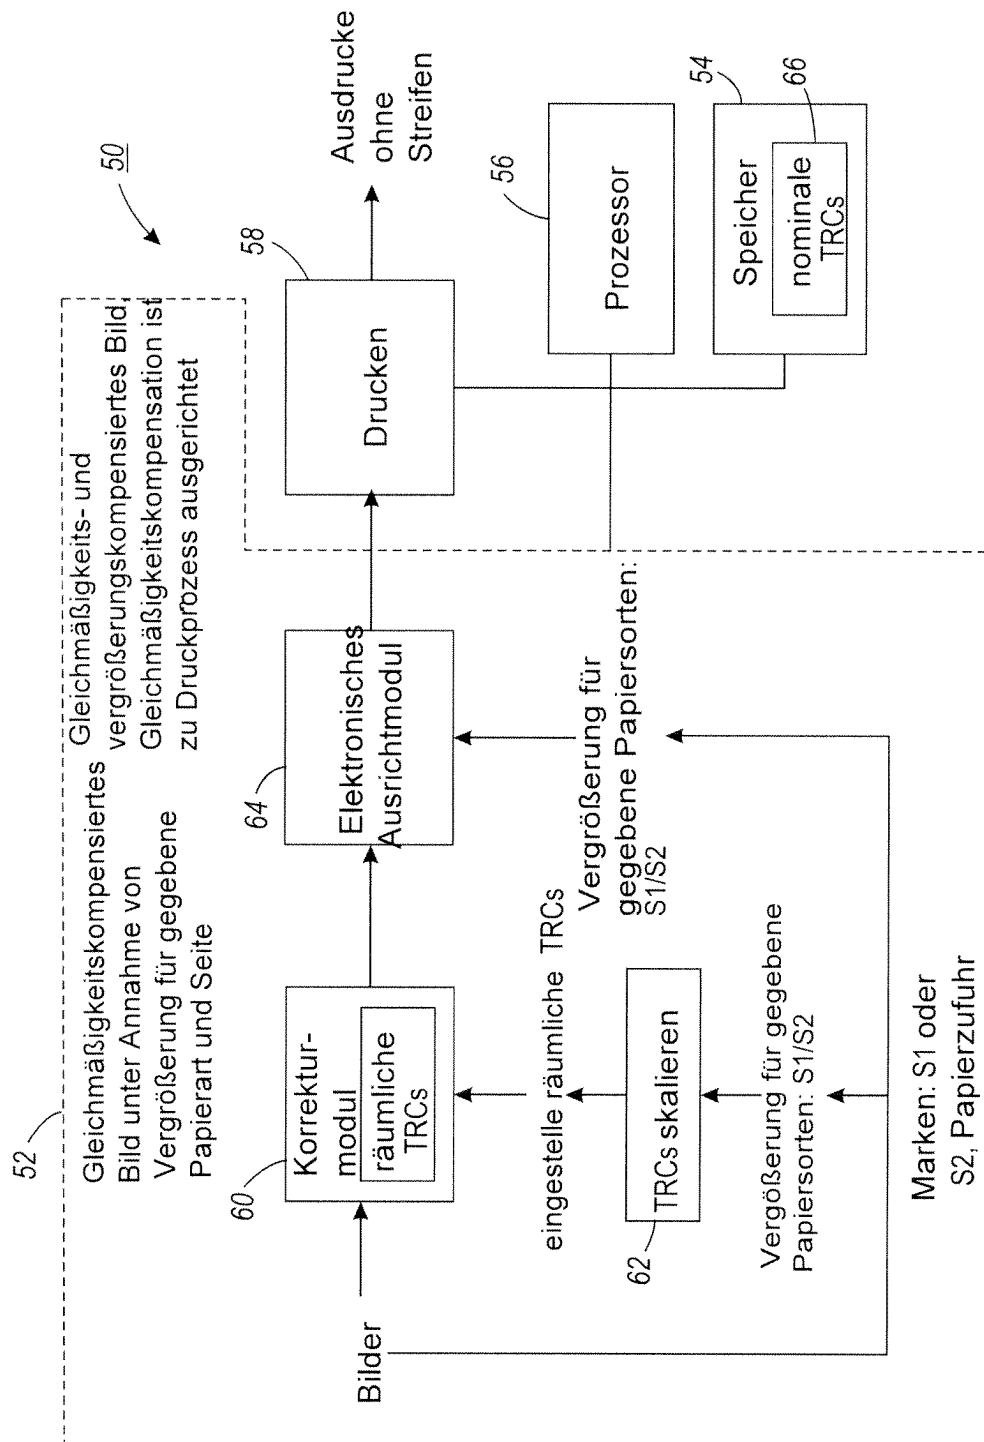 52
50
Gleichmäßigkeitskompensiertes
Bild unter Annahme von
Vergrößerung für gegebene
Papierart und Seite
Gleichmäßigkeits- und
vergrößerungskompensiertes Bild,
Gleichmäßigkeitskompensation ist
zu Druckprozess ausgerichtet
Bilder
60
Korrektur-
modul
räumliche
TRCs
64
Elektronisches
Ausrichtmodul
58
Drucken
Ausdrucke
ohne
Streifen
eingestelle räumliche TRCs
62
TRCs skalieren
Vergößerung für gegebene
Papiersorten: S1/S2
Vergrößerung für
gegebene Papiersorten:
S1/S2
56
Prozessor
54
Speicher
66
nominale
TRCs
Marken: S1 oder
S2, Papierzufuhr